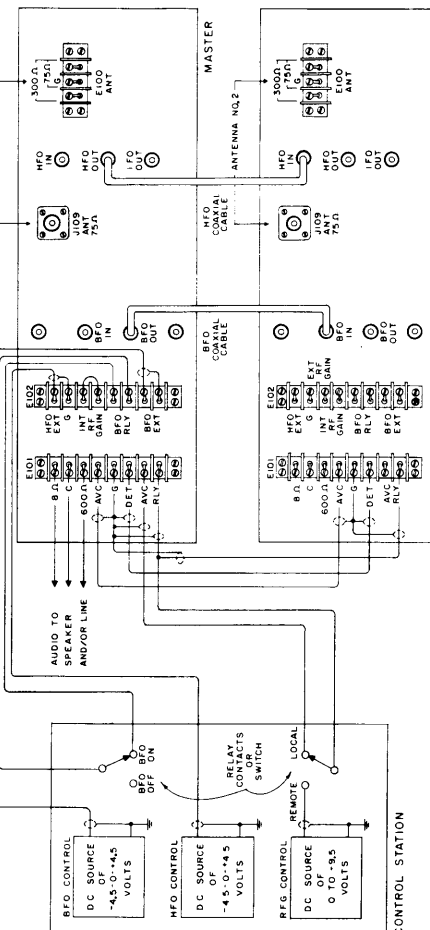 MASTER
300Ω
75Ω
G
E100
ANT
HFO
IN
HFO
OUT
IFO
OUT
J109
ANT
75Ω
ANTENNA NO. 2
HFO
COAXIAL
CABLE
300Ω
75Ω
G
E100
ANT
HFO
IN
HFO
OUT
IFO
OUT
J109
ANT
75Ω
BFO
IN
BFO
OUT
BFO
COAXIAL
CABLE
BFO
IN
BFO
OUT
E102
HFO
EXT
G
INT
RF
GAIN
BFO
RLY
BFO
EXT
E101
8Ω
C
600Ω
AVC
G
DET
AVC
RLY
E102
HFO
EXT
G
EXT
RF
GAIN
INT
RF
GAIN
BFO
RLY
BFO
EXT
E101
8Ω
C
600Ω
AVC
G
DET
AVC
RLY
AUDIO TO
SPEAKER
AND/OR LINE
BFO
ON
BFO
OFF
RELAY
CONTACTS
OR
SWITCH
LOCAL
REMOTE
BFO CONTROL
DC SOURCE
OF
-4.5-0-+4.5
VOLTS
HFO CONTROL
DC SOURCE
OF
-4.5-0-+4.5
VOLTS
RFG CONTROL
DC SOURCE
OF
0 TO +9.5
VOLTS
CONTROL STATION